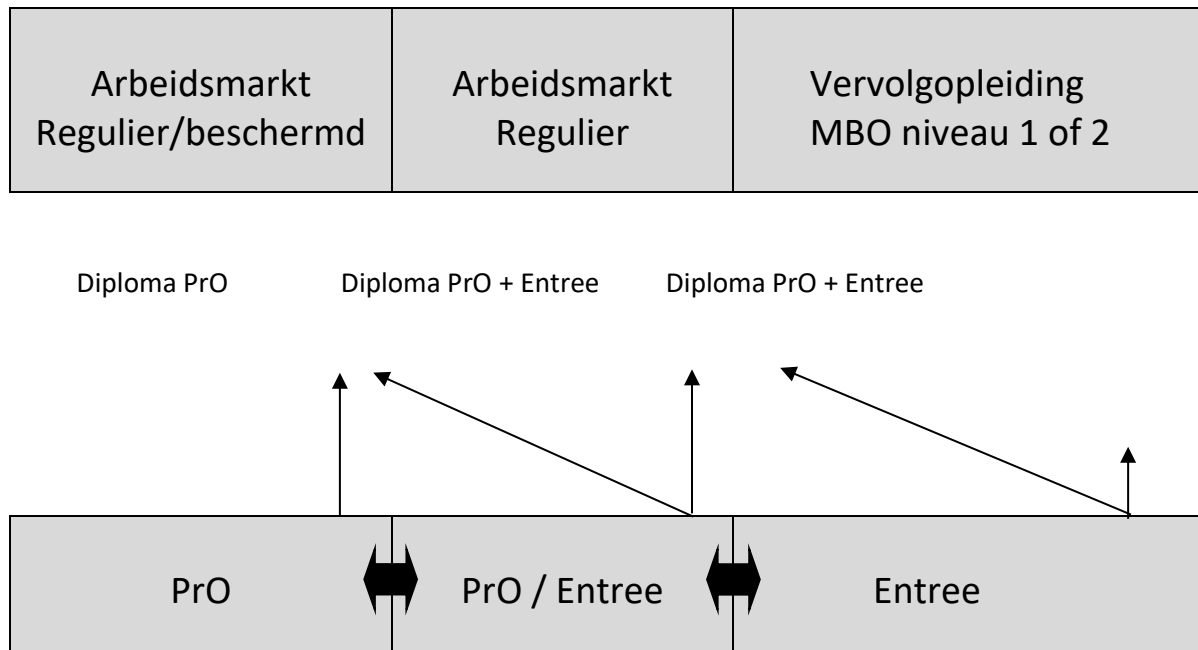 Arbeidsmarkt
Regulier/beschermd
Arbeidsmarkt
Regulier
Vervolgopleiding
MBO niveau 1 of 2
Diploma PrO
Diploma PrO + Entree
Diploma PrO + Entree
PrO
PrO / Entree
Entree